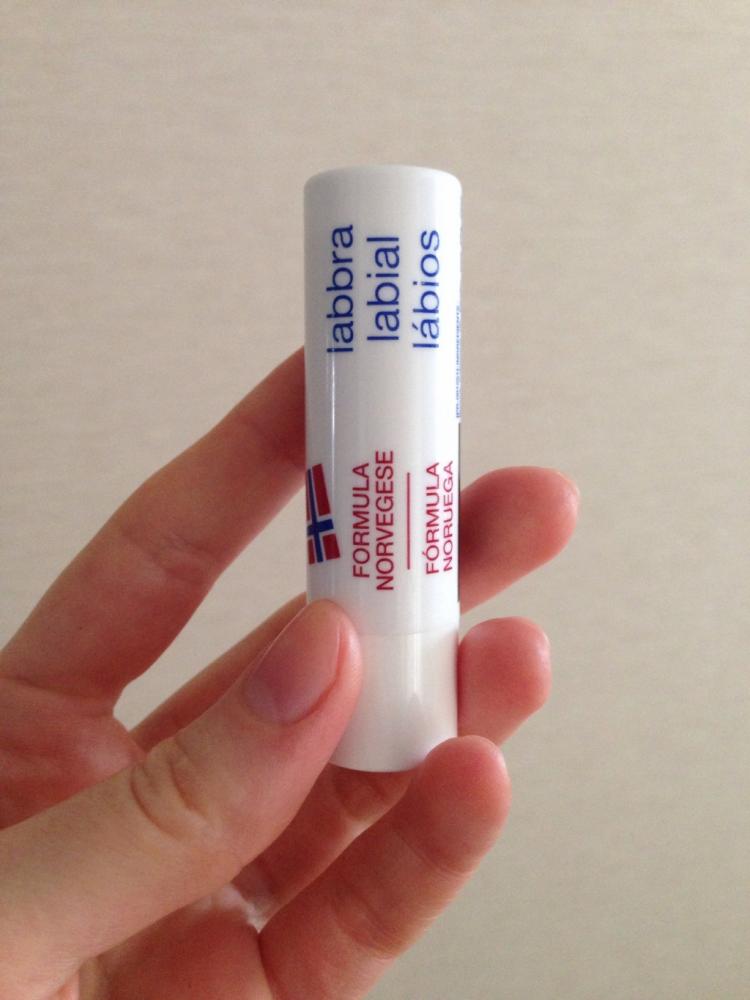 labbra
labial
lábios
FORMULA
NORVEGESE
FÓRMULA
NORUEGA